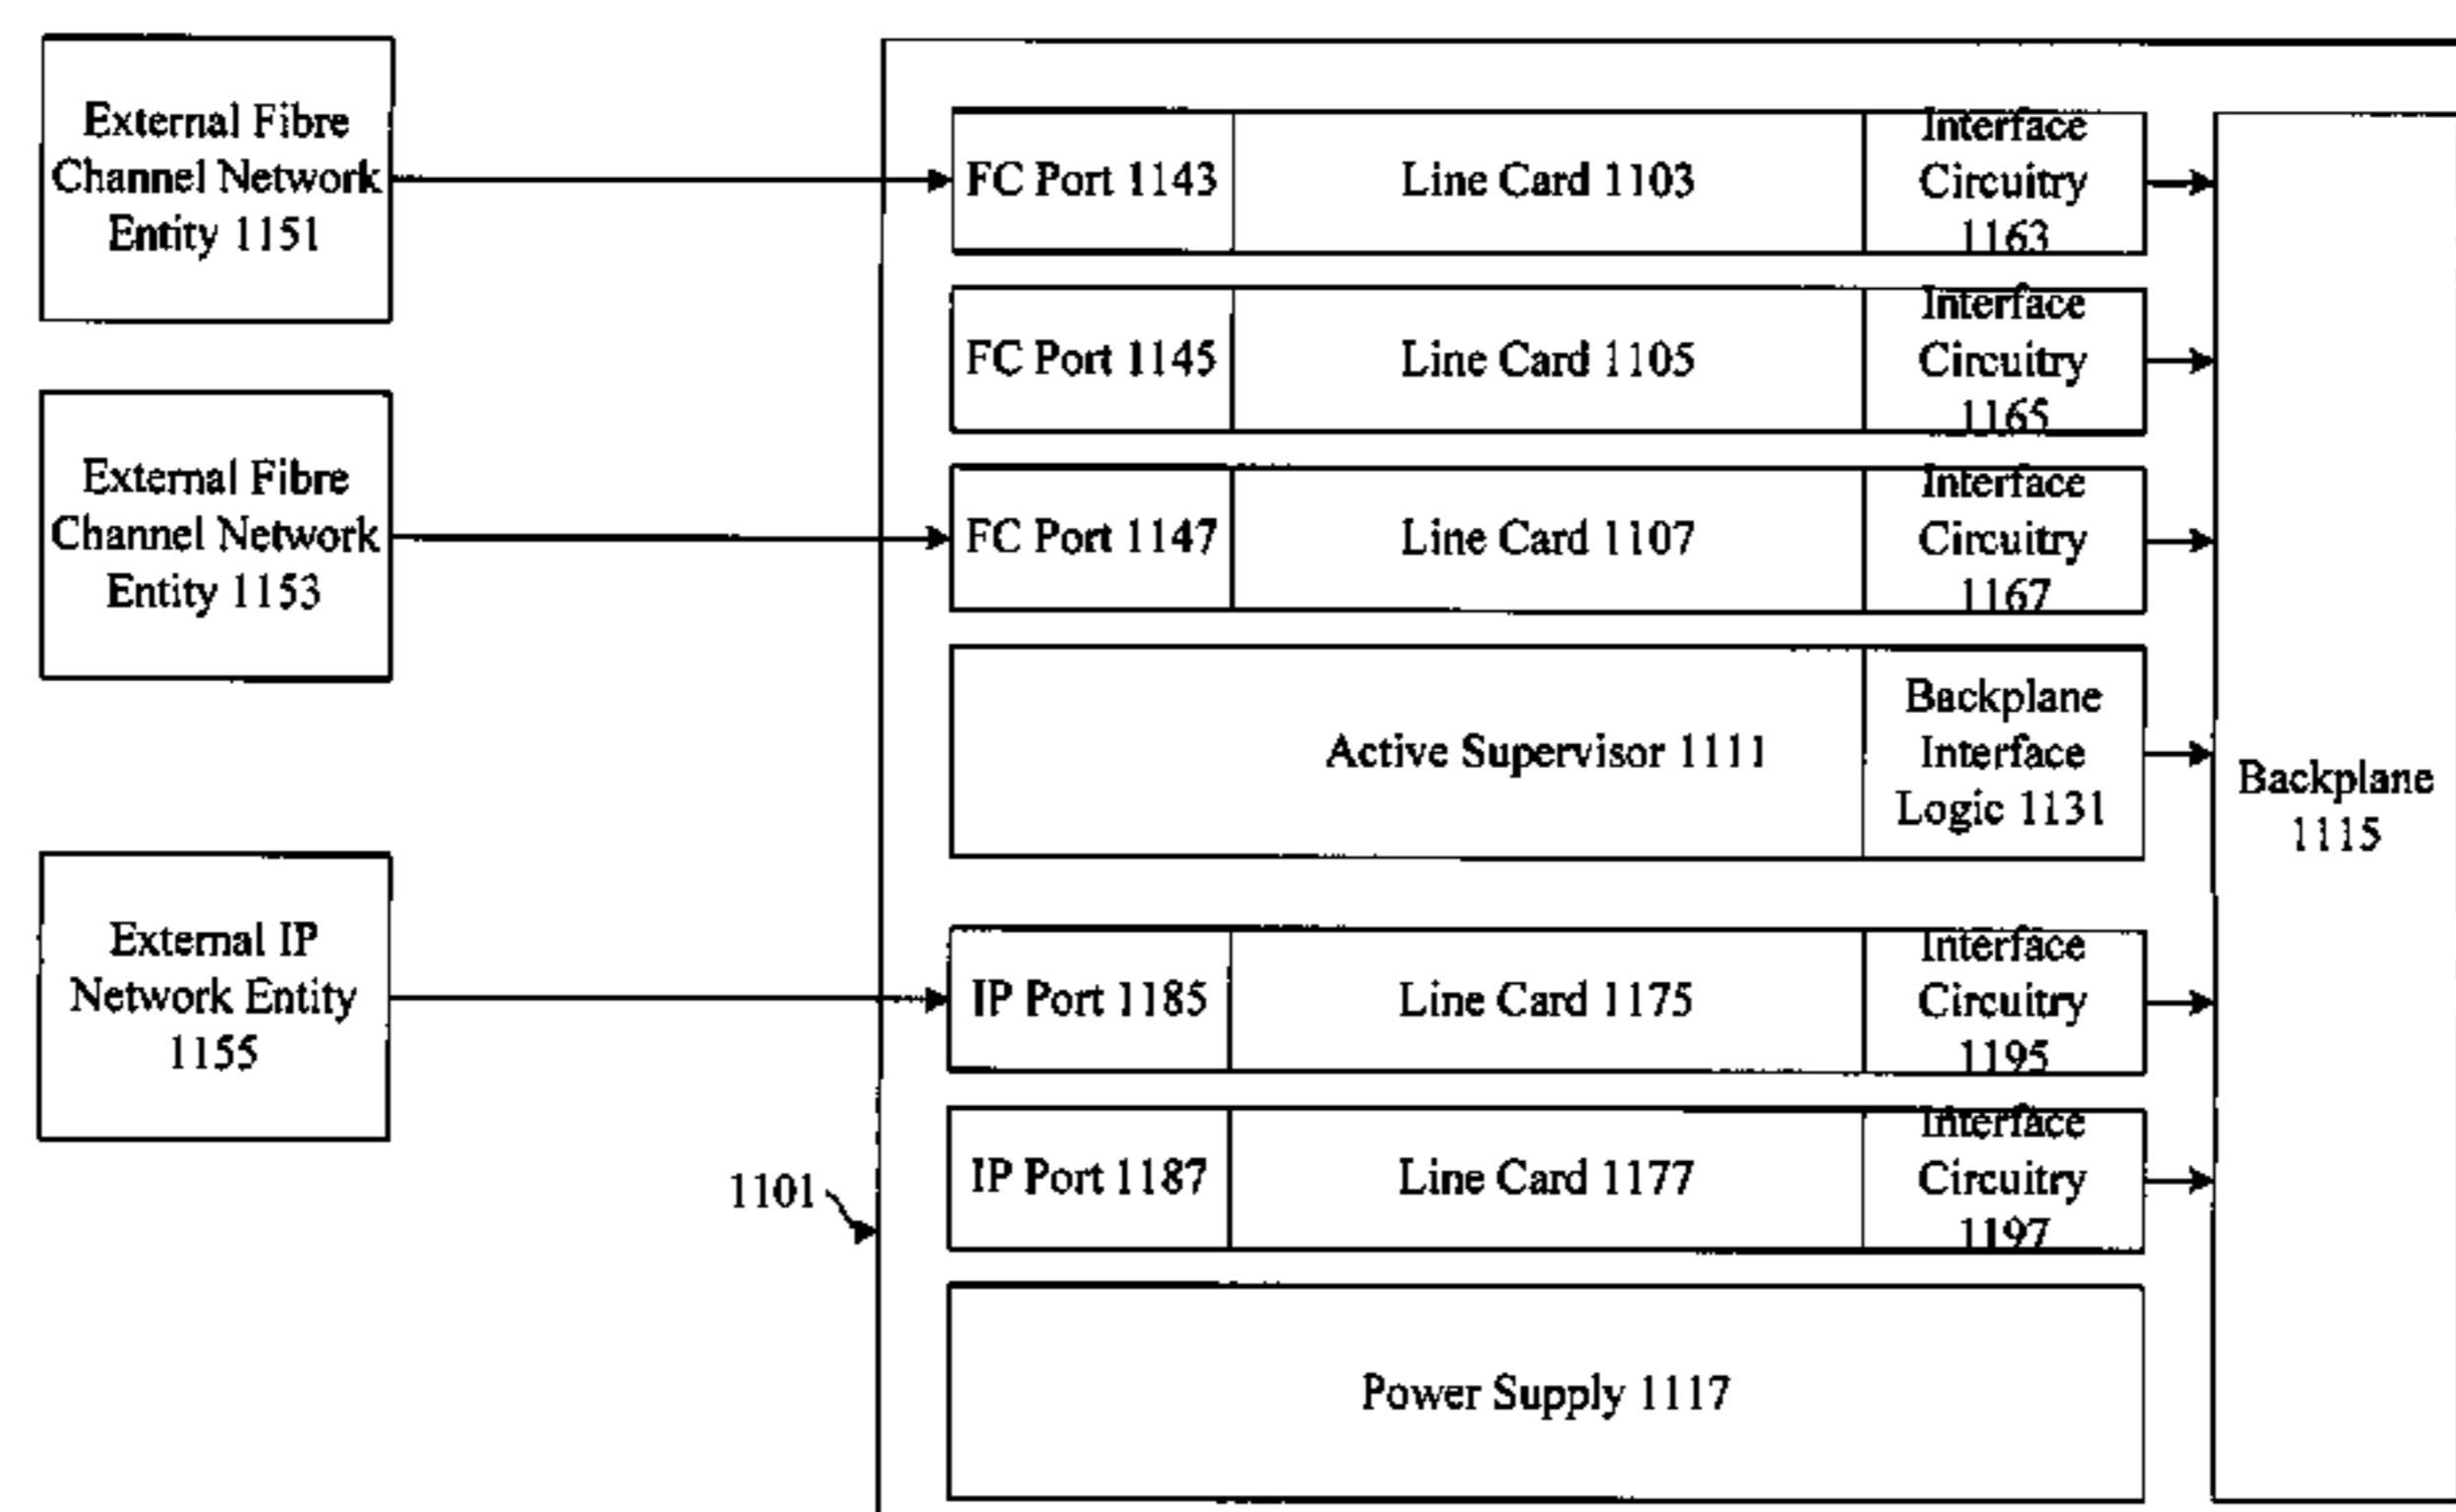 External Fibre
Channel Network
Entity 1151
FC Port 1143
Line Card 1103
Interface
Circuitry
1163
FC Port 1145
Line Card 1105
Interface
Circuitry
1165
External Fibre
Channel Network
Entity 1153
FC Port 1147
Line Card 1107
Interface
Circuitry
1167
Active Supervisor 1111
Backplane
Interface
Logic 1131
Backplane
1115
External IP
Network Entity
1155
IP Port 1185
Line Card 1175
Interface
Circuitry
1195
1101
IP Port 1187
Line Card 1177
Interface
Circuitry
1197
Power Supply 1117